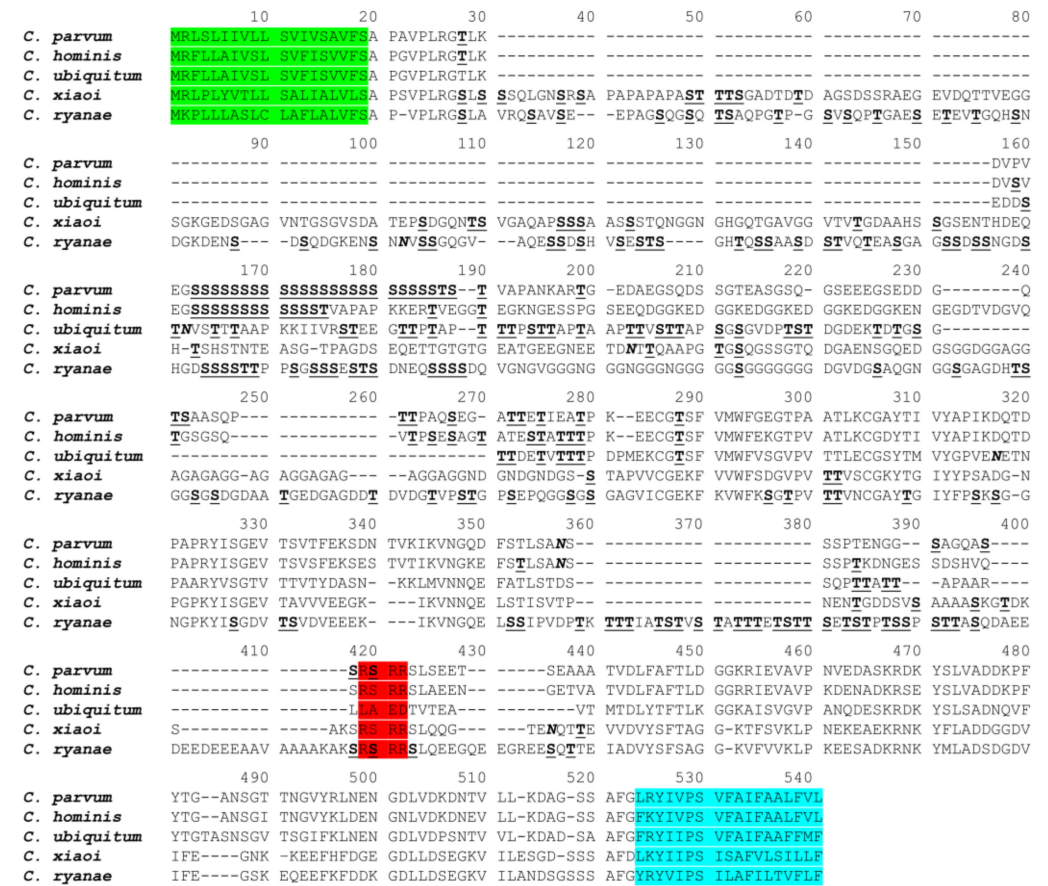 10 20 30 40 50 60 70 80
C. parvum MRLSLIIVLL SVIVSAVFSA PAVPLRGTLK ---------- ---------- ---------- ---------- ----------
C. hominis MRFLLAIVSL SVFISVVFSA PGVPLRGTLK ---------- ---------- ---------- ---------- ----------
C. ubiquitum MRFLLAIVSL SVFISVVFSA PGVPLRGTLK ---------- ---------- ---------- ---------- ----------
C. xiaoi MRLPLYVTLL SALIALVLSA PSVPLRGSLS SSQLGNSRSA PAPAPAPAST TTSGADTDTD AGSDSSRAEG EVDQTTVEGG
C. ryanae MKPLLLASLC LAFLALVFSA P-VPLRGSLA VRQSAVSE-- EPAGSQGSQ TSAQPGTP-G SVSQPTGAES ETEVTGQHSN
90 100 110 120 130 140 150 160
C. parvum ---------- ---------- ---------- ---------- ---------- ---------- ---------- ------DVPV
C. hominis ---------- ---------- ---------- ---------- ---------- ---------- ---------- ------DVSV
C. ubiquitum ---------- ---------- ---------- ---------- ---------- ---------- ---------- ------EDDS
C. xiaoi SGKGEDSGAG VNTGSGVSDA TEPSDGQNTS VGAQAPSSSA ASSSTQNGGN GHGQTGAVGG VTVTGDAAHS SGSENTHDEQ
C. ryanae DGKDENS--- -DSQDGKENS NNVSSGQGV- --AQESSDSH VSESTS---- GHTQSSAASD STVQTEASGA GSSDSSNGDS
170 180 190 200 210 220 230 240
C. parvum EGSSSSSSSS SSSSSSSSSS SSSSSSTS--T VAPANKARTG -EDAEGSQDS SGTEASGSQ- GSEEEGSEDD GD-------Q
C. hominis EGSSSSSSSS SSSSTVAPAP KKERTVEGGT EGKNGESSPG SEEQDGGKED GGKEDGGKED GGKEDGGKEN GEGDTVDGVQ
C. ubiquitum TNVSTTTAAP KKIIVRSTEE GTTPTAP--T TTPSTTAPTA APTTVSTTAP SGSGVDPTST DGDEKTDTGS G---------
C. xiaoi H-TSHSTNTE ASG-TPAGDS EQETTGTGTG EATGEEGNEE TDNTTQAAPG TGSQGSSGTQ DGAENSGQED GSGGDGGAGG
C. ryanae HGDSSSSTTP PSGSSSESTS DNEQSSSSDQ VGNGVGGGNG GGNGGGNGGG GSGGGGGGG DGVDGSAQGN GGSGAGDHTS
250 260 270 280 290 300 310 320
C. parvum TSAASQP--- ---------- ---TTPAQSEG- ATTETIEATP K--EECGTSF VMWFGEGTPA ATLKCGAYTI VYAPIKDQTD
C. hominis TGSGSQ---- ---------- ----VTPSESAGT ATESTATTTP K--EECGTSF VMWFEKGTPV ATLKCGDYTI VYAPIKDQTD
C. ubiquitum ---------- ---------- ---------- TTDETVTTTP DPMEKCGTSF VMWFVSGVPV TTLECGSYTM VYGPVENETN
C. xiaoi AGAGAGG-AG AGGAGAG--- --AGGAGGND GNDGNDGS-S TAPVVCGEKF VVWFSDGVPV TTVSCGKYTG IYYPSADG-N
C. ryanae GGSGSDGDAA TGEDGAGDDT DVDGTVPSTG PSEPQGGSGS GAGVICGEKF KVWFKSGTPV TTVNCGAYTG IYFPSKSG-G
330 340 350 360 370 380 390 400
C. parvum PAPRYISGEV TSVTFEKSDN TVKIKVNGQD FSTLSANS-- ---------- ---------- SSPTENGG-- SAGQAS----
C. hominis PAPRYISGEV TSVSFEKSES TVTIKVNGKE FSTLSANS-- ---------- ---------- SSPTKDNGES SDSHVQ----
C. ubiquitum PAARYVSGTV TTVTYDASN- -KKLMVNNQE FATLSTDS-- ---------- ---------- SQPTTATT-- -APAAR----
C. xiaoi PGPKYISGEV TAVVVEEGK- ---IKVNNQE LSTISVTP-- ---------- ---------- NENTGDDSVS AAAAASKGTDK
C. ryanae NGPKYISGDV TSVDVEEEK- ---IKVNGQE LSSIPVDPTK TTTIATSTVS TATTTETSTT SETSTPTSSP STTASQDAEE
410 420 430 440 450 460 470 480
C. parvum ---------- --------SRS RRSLSEET-- -----SEAAA TVDLFAFTLD GGKRIEVAVP NVEDASKRDK YSLVADDKPF
C. hominis ---------- --------SRS RRSLAEEN-- -----GETVA TVDLFAFTLD GGRRIEVAVP KDENADKRSE YSLVADDKPF
C. ubiquitum ---------- --------LLA EDTVTEA--- --------VT MTDLYTFTLK GGKAISVGVP ANQDESKRDK YSLSADNQVF
C. xiaoi S--------- -----AKSRS RRSLQQG--- ---TENQTTE VVDVYSFTAG G-KTFSVKLP NEKEAEKRNK YFLADDGGDV
C. ryanae DEEDEEEAAV AAAAKAKSRS RRSLQEEGQE EGREESQTTE IADVYSFSAG G-KVFVVKLP KEESADKRNK YMLADSDGDV
490 500 510 520 530 542
C. parvum YTG--ANSGT TNGVYRLNEN GDLVDKDNTV LL-KDAG-SS AFGLRYIVPS VFAIFAALFVL
C. hominis YTG--ANSGI TNGVYKLDEN GNLVDKDNEV LL-KDAG-SS AFGFKYIVPS VFAIFAALFVL
C. ubiquitum YTGTASNSGV TSGIFKLNEN GDLVDPSNTV VL-KDAD-SA AFGFRYIIPS VFAIFAAFFMF
C. xiaoi IFE----GNK -KEEFHFDGE GDLLDSEGKV ILESGD-SSS AFDLKYIIPS ISAFVLSILLF
C. ryanae IFE----GSK EQEEFKFDDK GDLLDSEGKV ILANDSGSSS AFGYRYVIPS ILAFILTVFLF